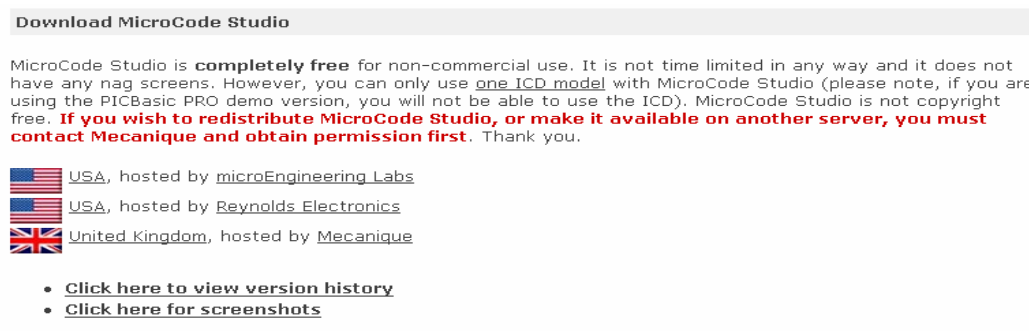 Download MicroCode Studio
MicroCode Studio is completely free for non-commercial use. It is not time limited in any way and it does not
have any nag screens. However, you can only use one ICD model with MicroCode Studio (please note, if you are
using the PICBasic PRO demo version, you will not be able to use the ICD). MicroCode Studio is not copyright
free. If you wish to redistribute MicroCode Studio, or make it available on another server, you must
contact Mecanique and obtain permission first. Thank you.
USA, hosted by microEngineering Labs
USA, hosted by Reynolds Electronics
United Kingdom, hosted by Mecanique
• Click here to view version history
• Click here for screenshots